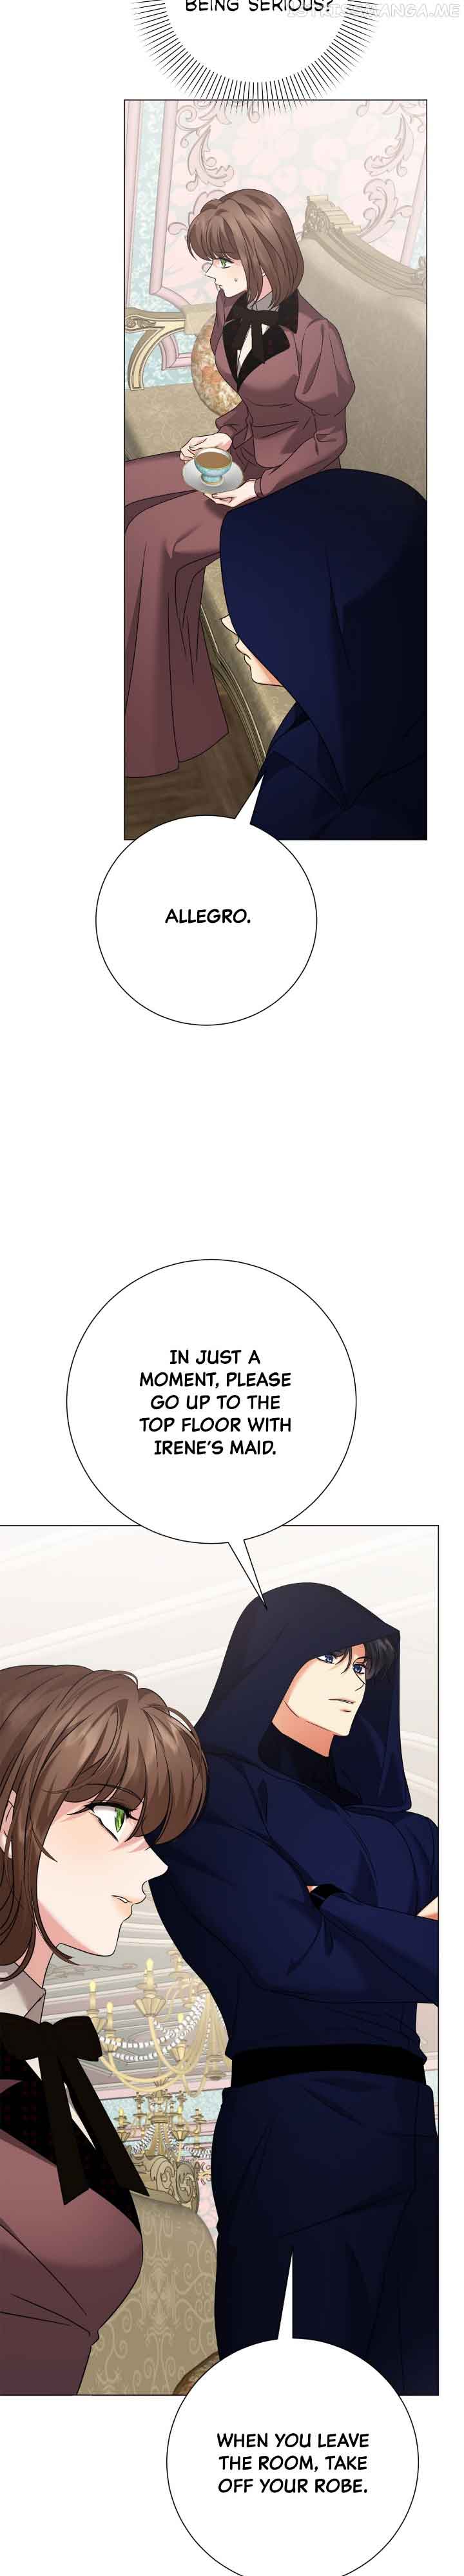 BEING SERIOUS?
ALLEGRO.
IN JUST A
MOMENT, PLEASE
GO UP TO THE
TOP FLOOR WITH
IRENE'S MAID.
WHEN YOU LEAVE
THE ROOM, TAKE
OFF YOUR ROBE.